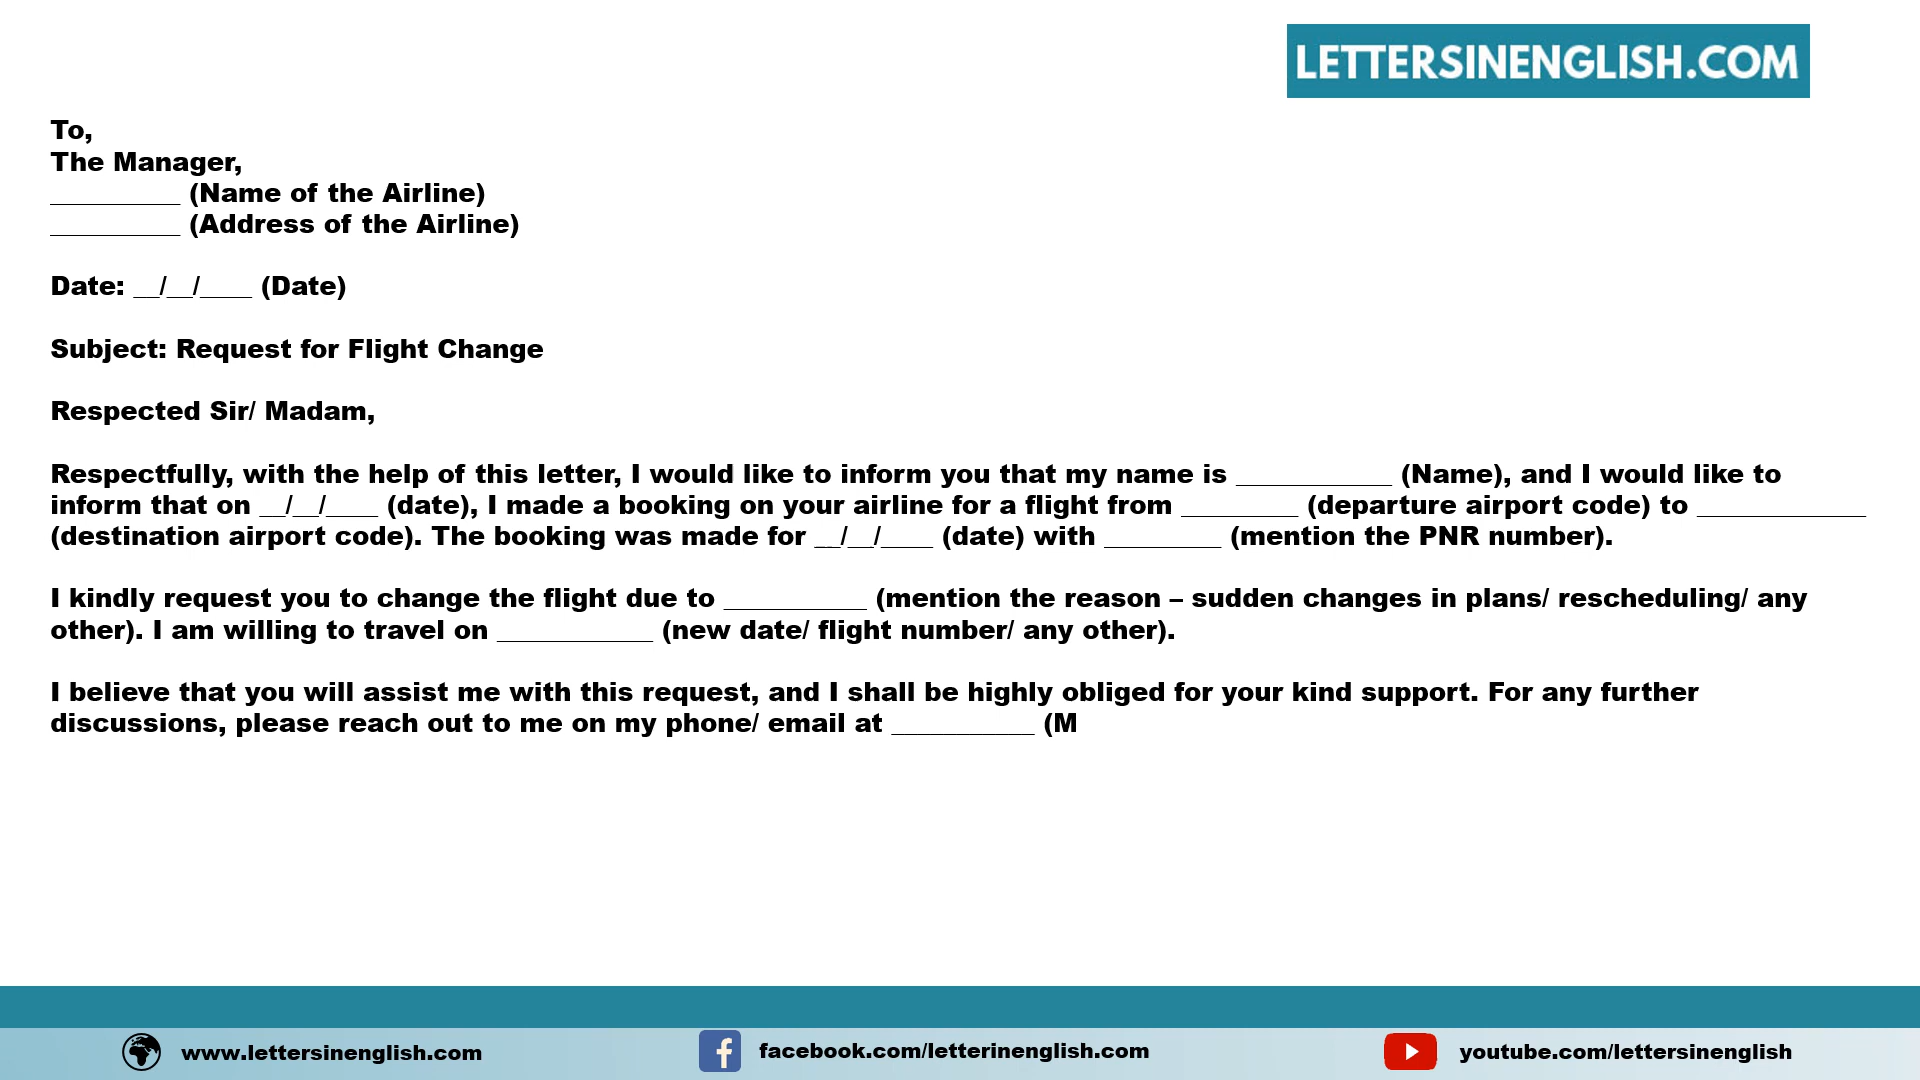 LETTERSINENGLISH.COM
To,
The Manager,
__________ (Name of the Airline)
__________ (Address of the Airline)
Date: __/__/____ (Date)
Subject: Request for Flight Change
Respected Sir/ Madam,
Respectfully, with the help of this letter, I would like to inform you that my name is ____________ (Name), and I would like to
inform that on __/__/____ (date), I made a booking on your airline for a flight from _________ (departure airport code) to _____________
(destination airport code). The booking was made for __/__/____ (date) with _________ (mention the PNR number).
I kindly request you to change the flight due to ___________ (mention the reason – sudden changes in plans/ rescheduling/ any
other). I am willing to travel on ____________ (new date/ flight number/ any other).
I believe that you will assist me with this request, and I shall be highly obliged for your kind support. For any further
discussions, please reach out to me on my phone/ email at ___________ (M
www.lettersinenglish.com
facebook.com/letterinenglish.com
youtube.com/lettersinenglish